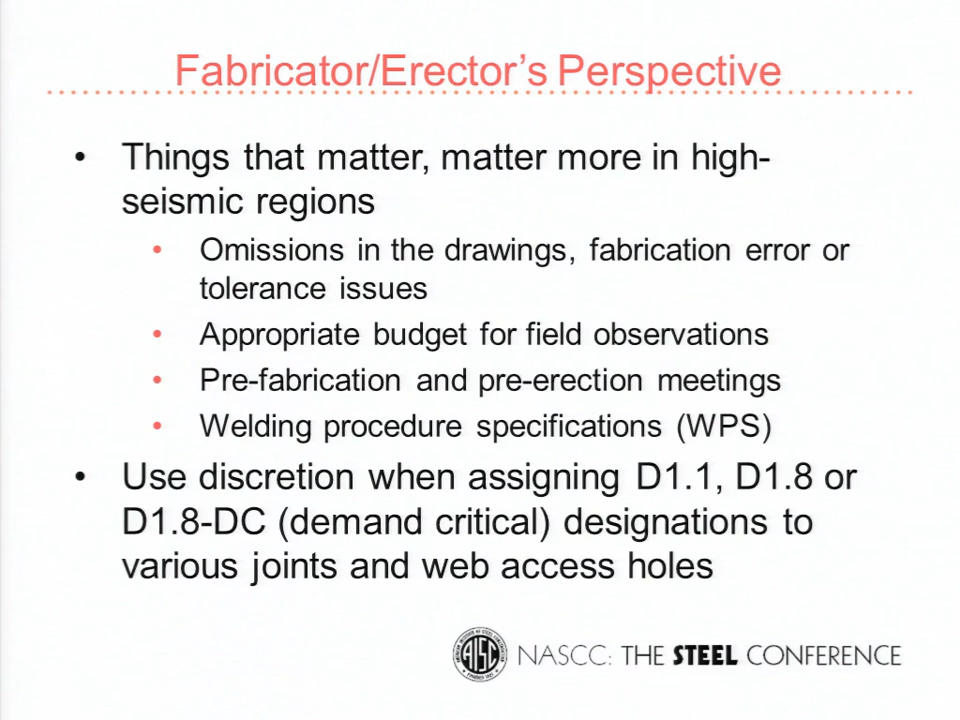 Fabricator/Erector's Perspective
• Things that matter, matter more in high-
seismic regions
• Omissions in the drawings, fabrication error or
tolerance issues
• Appropriate budget for field observations
• Pre-fabrication and pre-erection meetings
• Welding procedure specifications (WPS)
• Use discretion when assigning D1.1, D1.8 or
D1.8-DC (demand critical) designations to
various joints and web access holes
AISC
NASCC: THE STEEL CONFERENCE